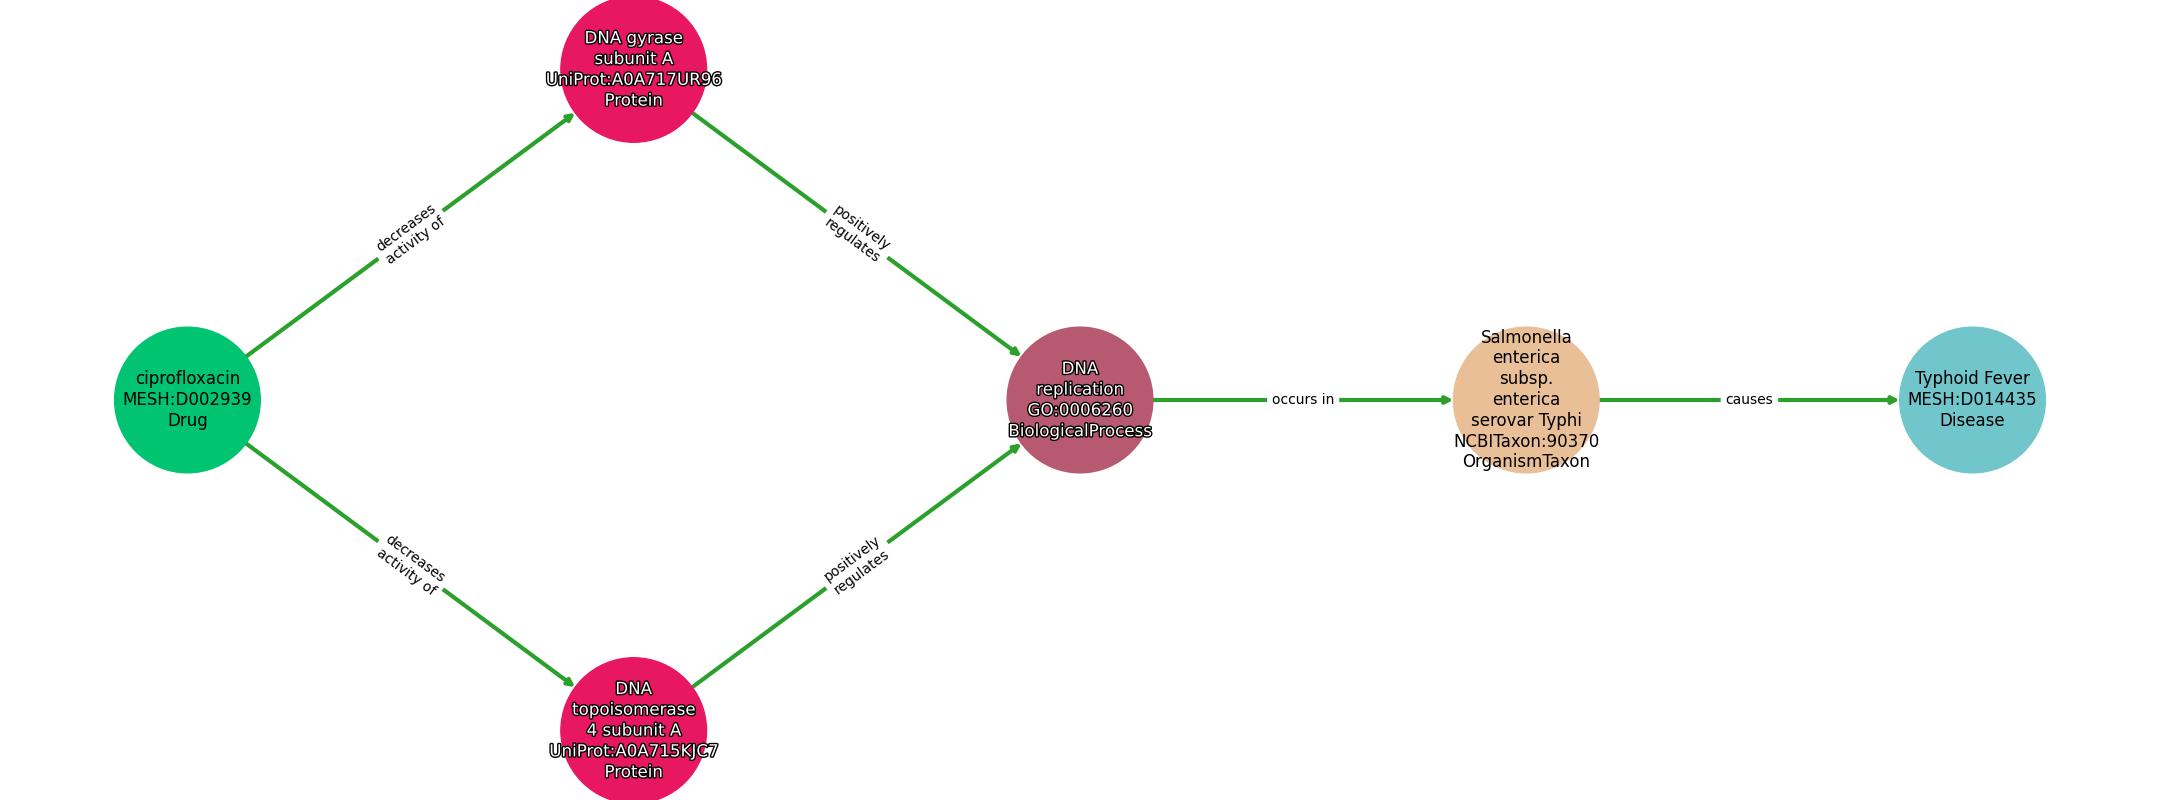 DNA gyrase
subunit A
UniProt:A0A717UR96
Protein
decreases
activity of
positively
regulates
ciprofloxacin
MESH:D002939
Drug
DNA
replication
GO:0006260
BiologicalProcess
occurs in
Salmonella
enterica
subsp.
enterica
serovar Typhi
NCBITaxon:90370
OrganismTaxon
causes
Typhoid Fever
MESH:D014435
Disease
decreases
activity of
positively
regulates
DNA
topoisomerase
4 subunit A
UniProt:A0A715KJC7
Protein